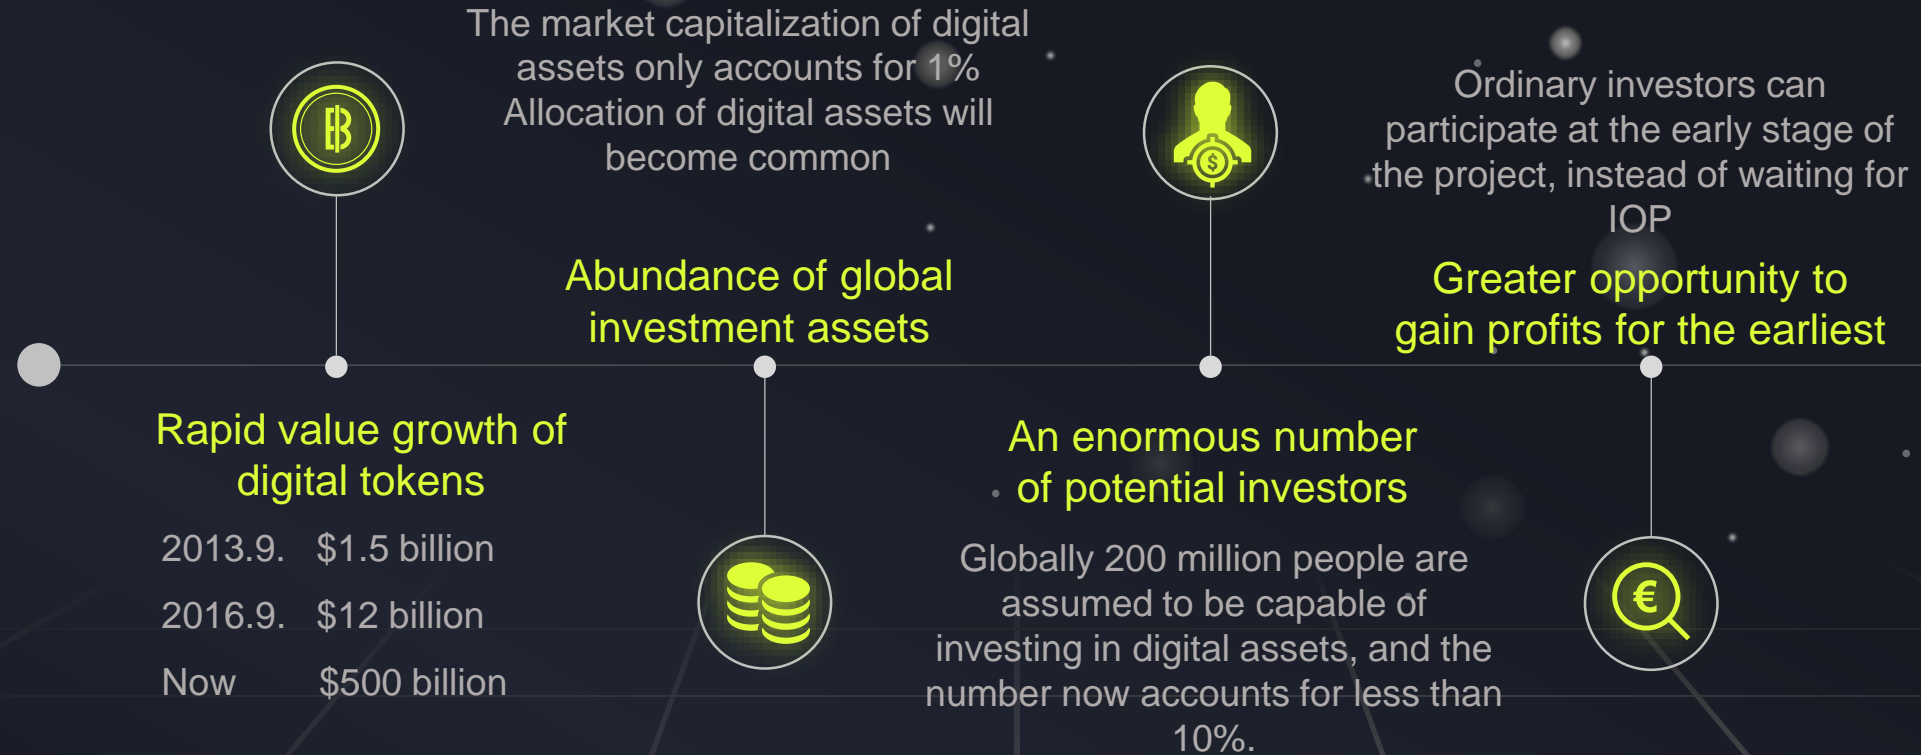 The market capitalization of digital
assets only accounts for 1%
Allocation of digital assets will
become common
Abundance of global
investment assets
Ordinary investors can
participate at the early stage of
the project, instead of waiting for
IOP
Greater opportunity to
gain profits for the earliest
Rapid value growth of
digital tokens
2013.9. $1.5 billion
2016.9. $12 billion
Now $500 billion
An enormous number
of potential investors
Globally 200 million people are
assumed to be capable of
investing in digital assets, and the
number now accounts for less than
10%.
$
€